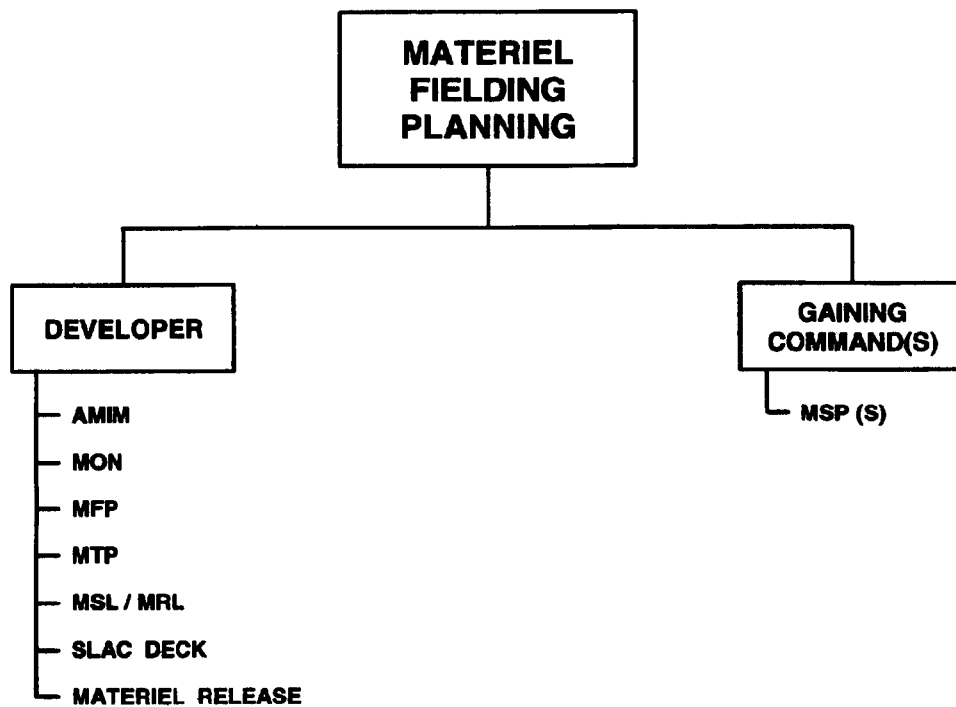 MATERIEL
FIELDING
PLANNING
DEVELOPER
AMIM
MON
MFP
MTP
MSL / MRL
SLAC DECK
MATERIEL RELEASE
GAINING
COMMAND(S)
MSP (S)